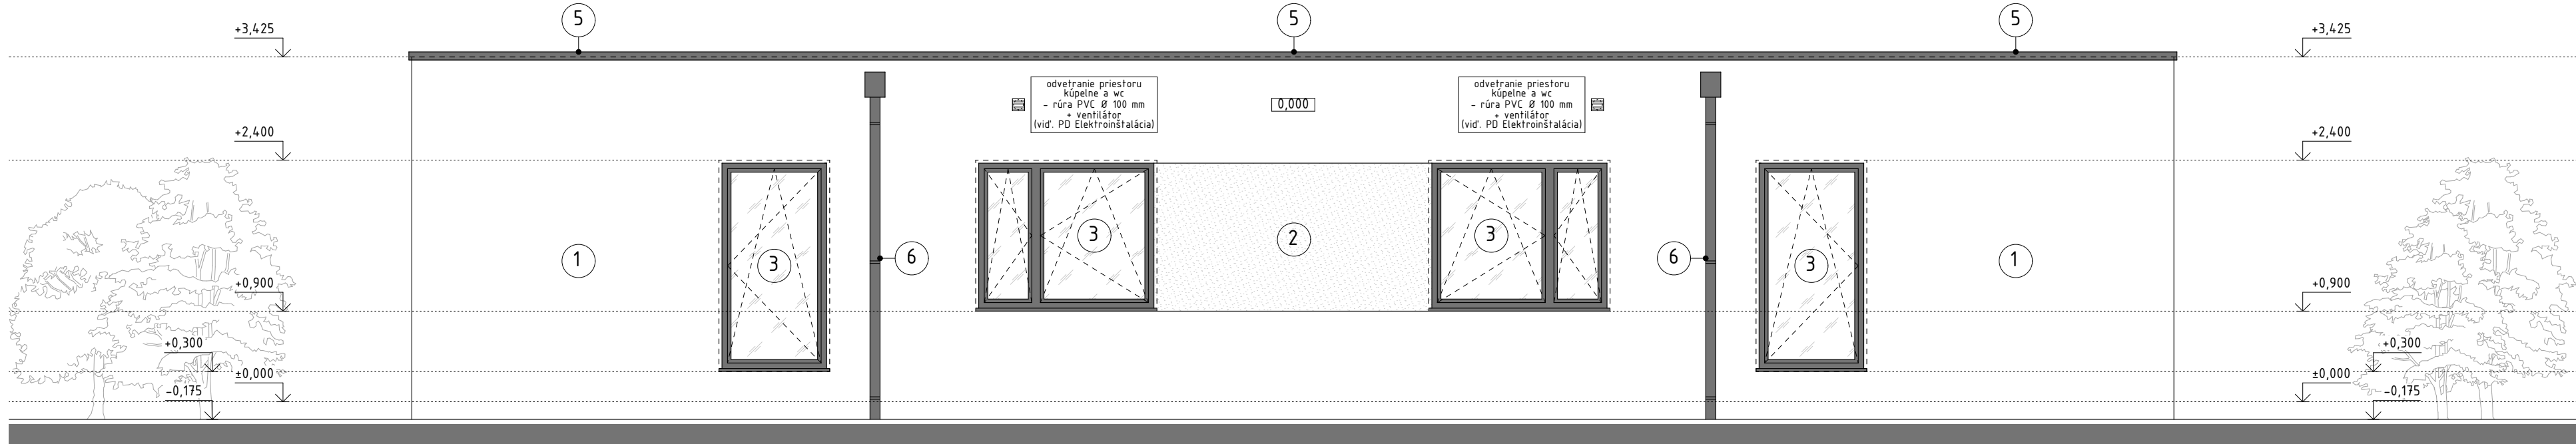 5
5
5
+3,425
+3,425
odvetranie priestoru
kúpelne a wc
- rúra PVC Ø 100 mm
+ ventilátor
(viď. PD Elektroinštalácia)
0,000
odvetranie priestoru
kúpelne a wc
- rúra PVC Ø 100 mm
+ ventilátor
(viď. PD Elektroinštalácia)
+2,400
+2,400
1
3
6
3
2
3
6
3
1
+0,900
+0,900
+0,300
+0,300
±0,000
±0,000
-0,175
-0,175